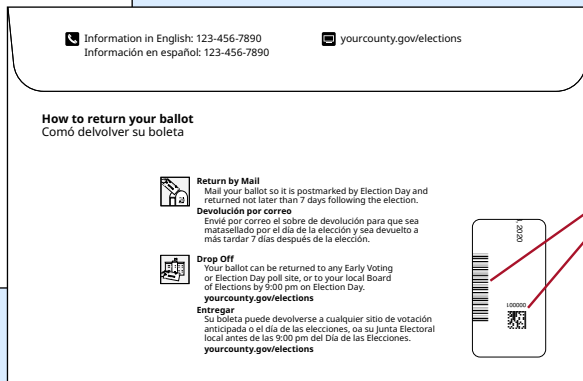 Information in English: 123-456-7890
Información en español: 123-456-7890
yourcounty.gov/elections
How to return your ballot
Comó delvolver su boleta
Return by Mail
Mail your ballot so it is postmarked by Election Day and
returned not later than 7 days following the election.
Devolución por correo
Envié por correo el sobre de devolución para que sea
matasellado por el día de la elección y sea devuelto a
más tardar 7 días después de la elección.
Drop Off
Your ballot can be returned to any Early Voting
or Election Day poll site, or to your local Board
of Elections by 9:00 pm on Election Day.
yourcounty.gov/elections
Entregar
Su boleta puede devolverse a cualquier sitio de votación
anticipada o el día de las elecciones, oa su Junta Electoral
local antes de las 9:00 pm del Día de las Elecciones.
yourcounty.gov/elections
2020
000001